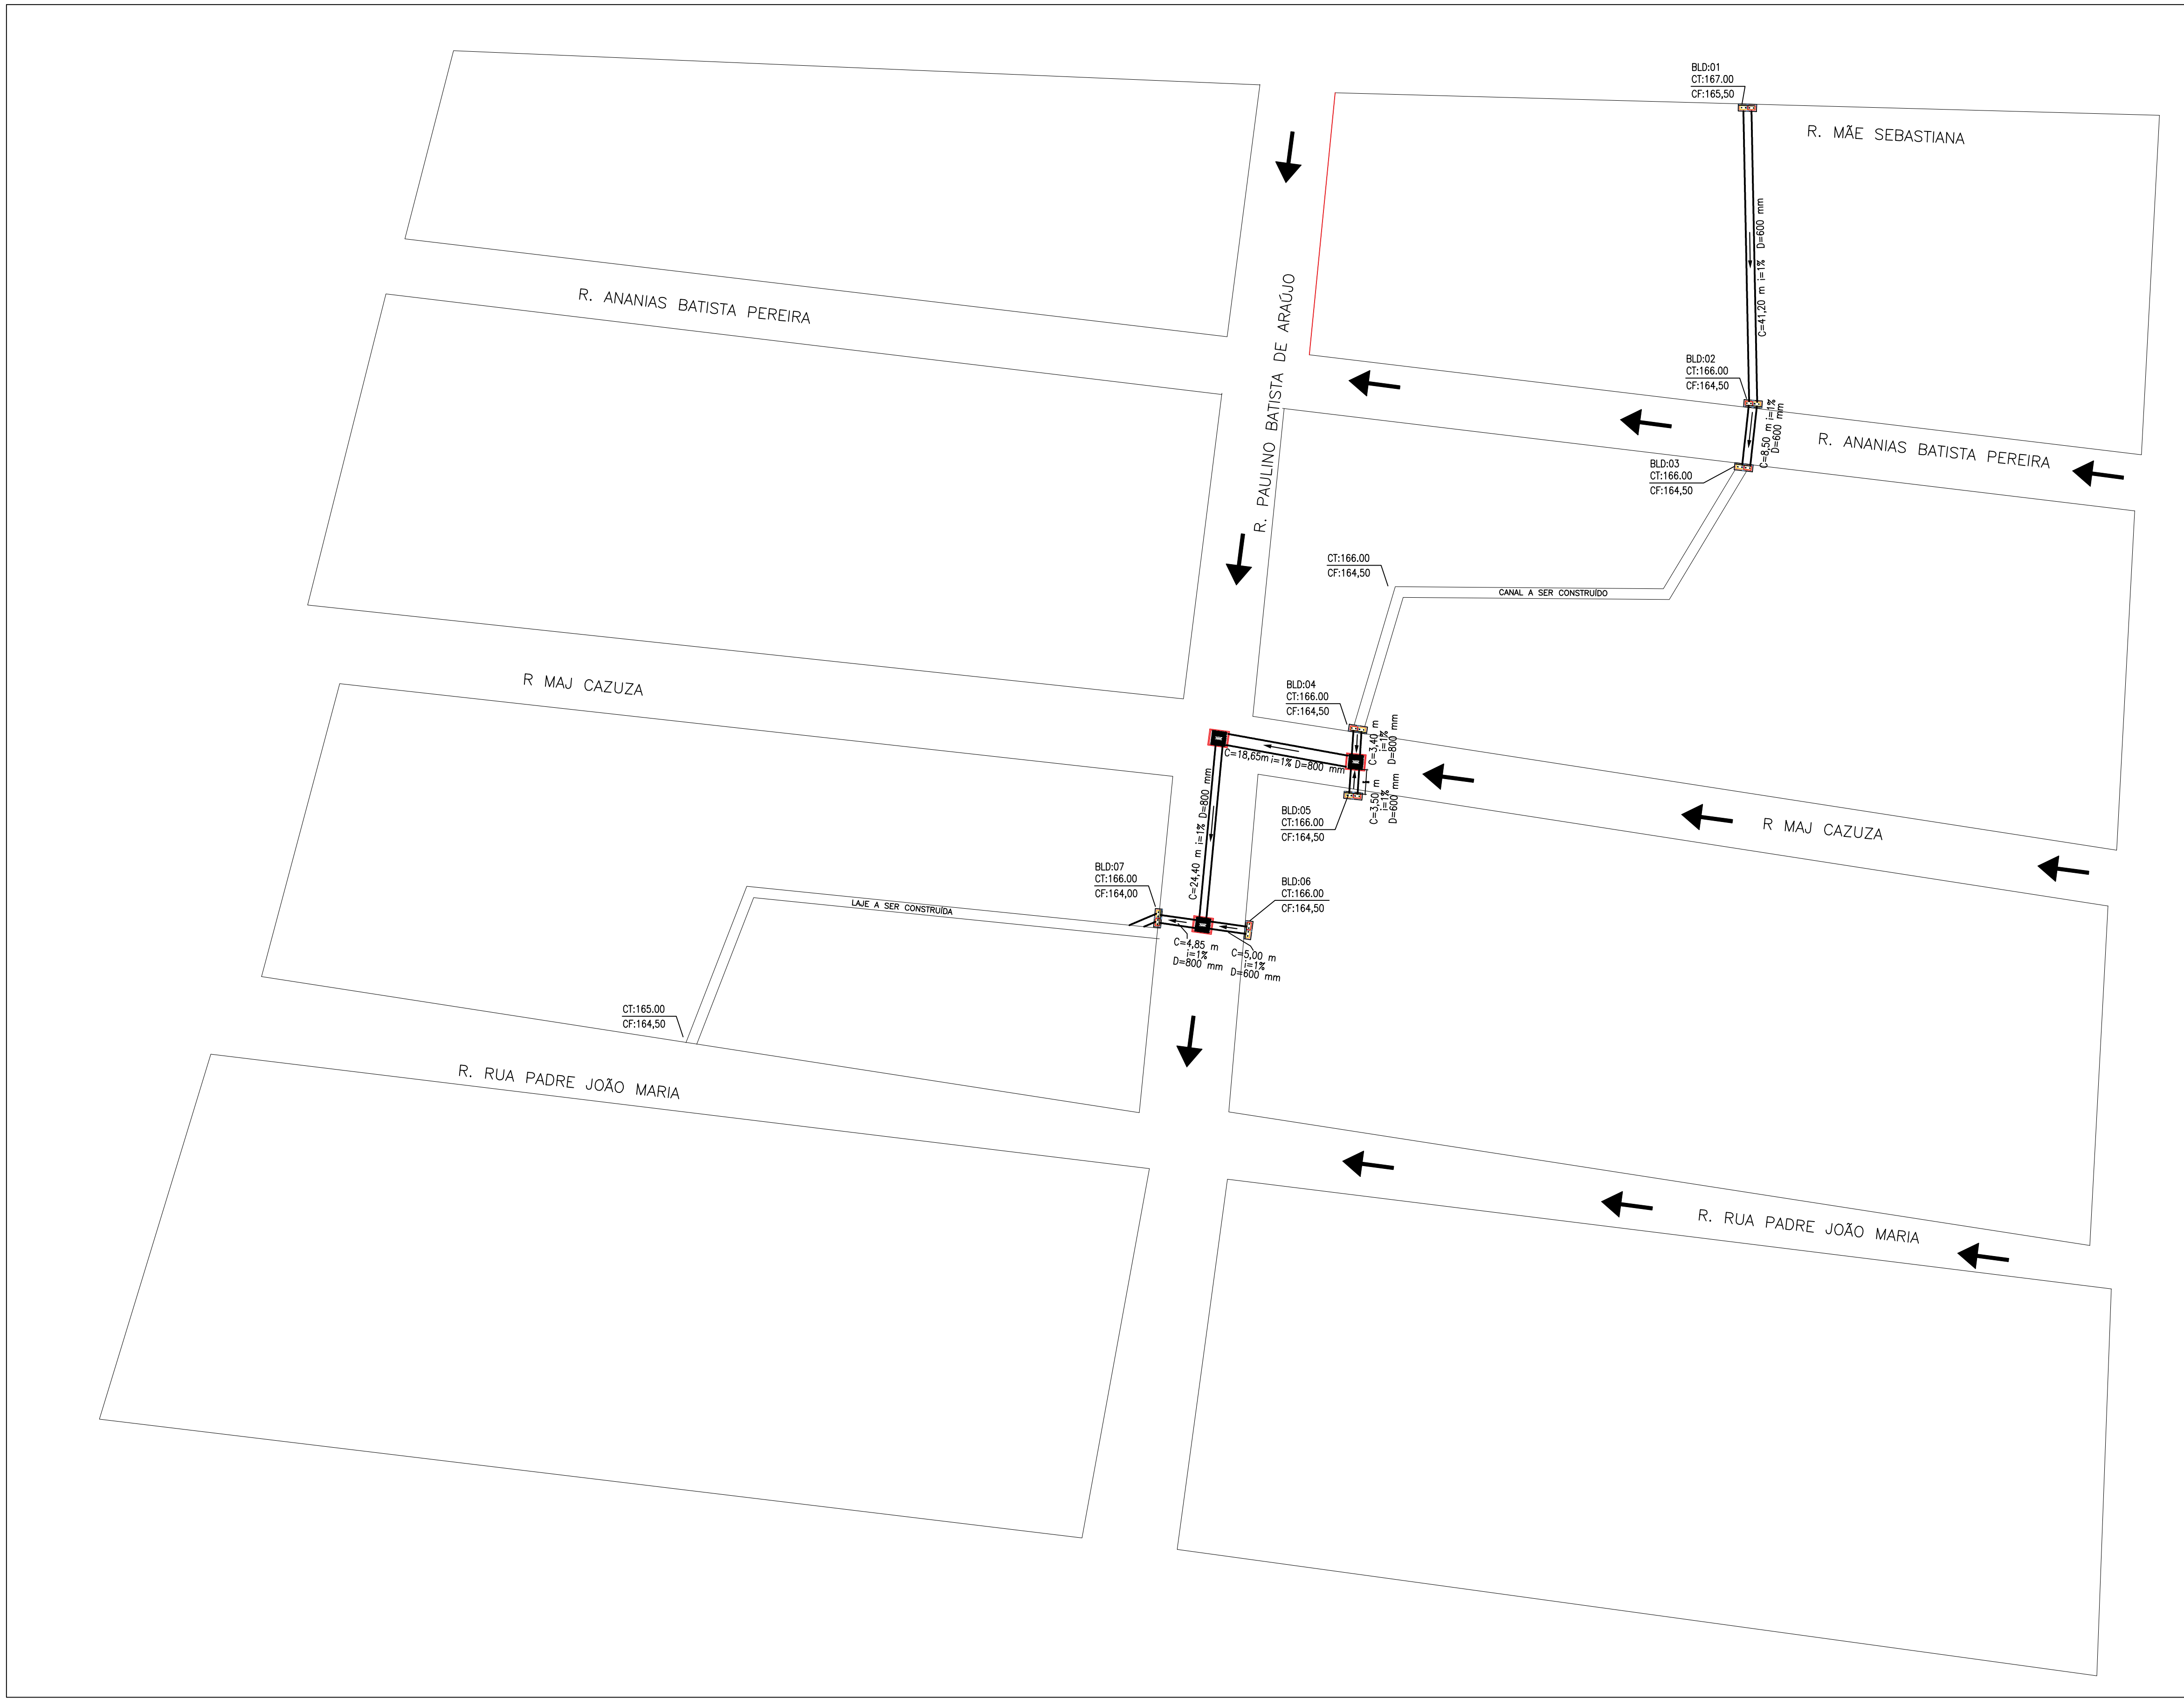 BLD:01
CT:167.00
CF:165,50
R. MÃE SEBASTIANA
C=41,20 m i=1% D=600 mm
R. ANANIAS BATISTA PEREIRA
R. PAULINO BATISTA DE ARAÚJO
BLD:02
CT:166.00
CF:164,50
C=8,50 m i=1%
D=600 mm
R. ANANIAS BATISTA PEREIRA
BLD:03
CT:166.00
CF:164,50
CT:166.00
CF:164,50
CANAL A SER CONSTRUÍDO
R MAJ CAZUZA
BLD:04
CT:166.00
CF:164,50
C=3,40 m
i=1%
D=800 mm
C=18,65m i=1% D=800 mm
C=3,50 m
i=1%
D=600 mm
BLD:05
CT:166.00
CF:164,50
R MAJ CAZUZA
C=24,40 m i=1% D=800 mm
BLD:07
CT:166.00
CF:164,00
BLD:06
CT:166.00
CF:164,50
LAJE A SER CONSTRUÍDA
C=4,85 m
i=1%
D=800 mm
C=5,00 m
i=1%
D=600 mm
CT:165.00
CF:164,50
R. RUA PADRE JOÃO MARIA
R. RUA PADRE JOÃO MARIA